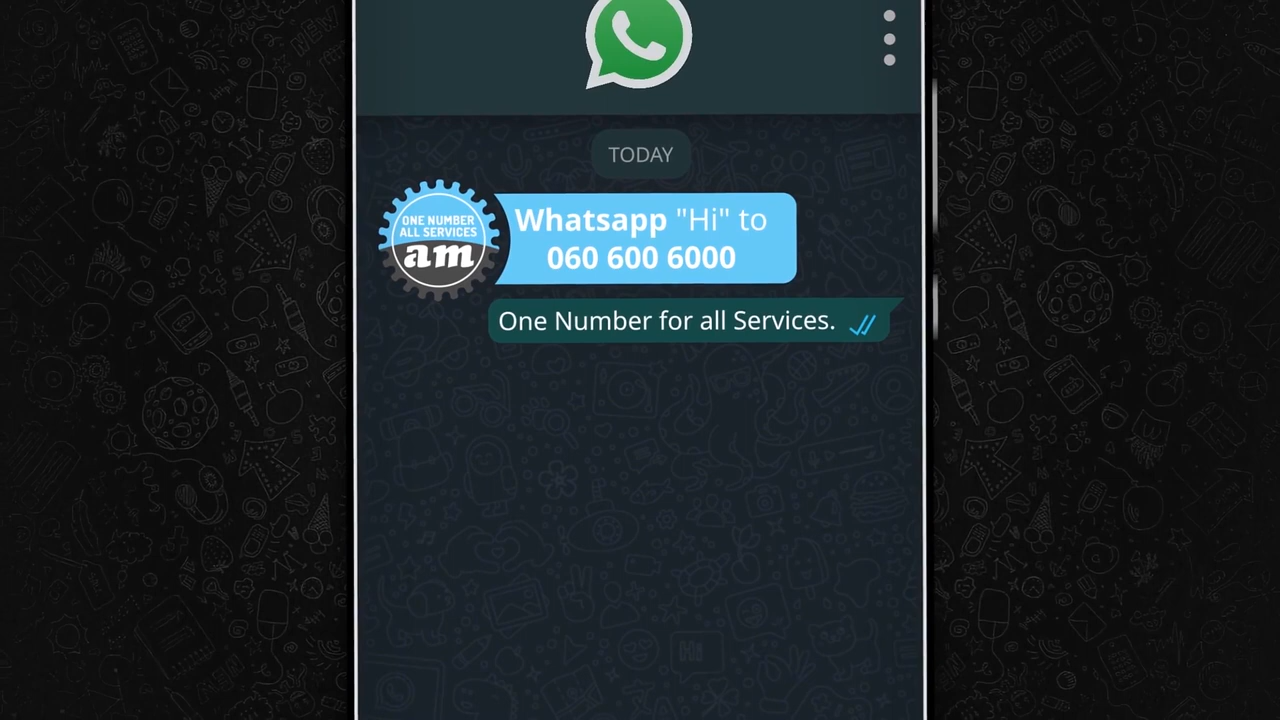 TODAY
ONE NUMBER
ALL SERVICES
am
Whatsapp "Hi" to
060 600 6000
One Number for all Services.